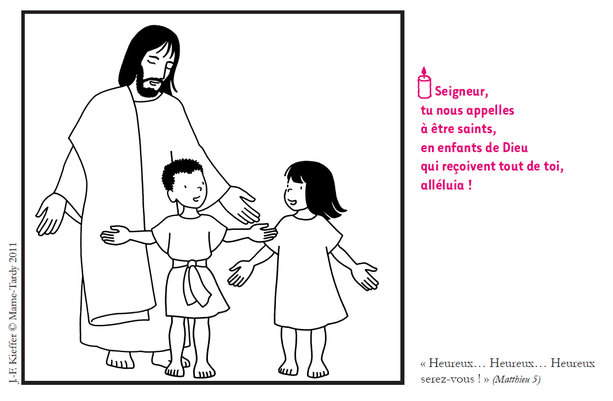 J.-F. Kieffer © Mame-Tardy 2011
Seigneur,
tu nous appelles
à être saints,
en enfants de Dieu
qui reçoivent tout de toi,
alléluia !
« Heureux… Heureux… Heureux
serez-vous ! » (Matthieu 5)